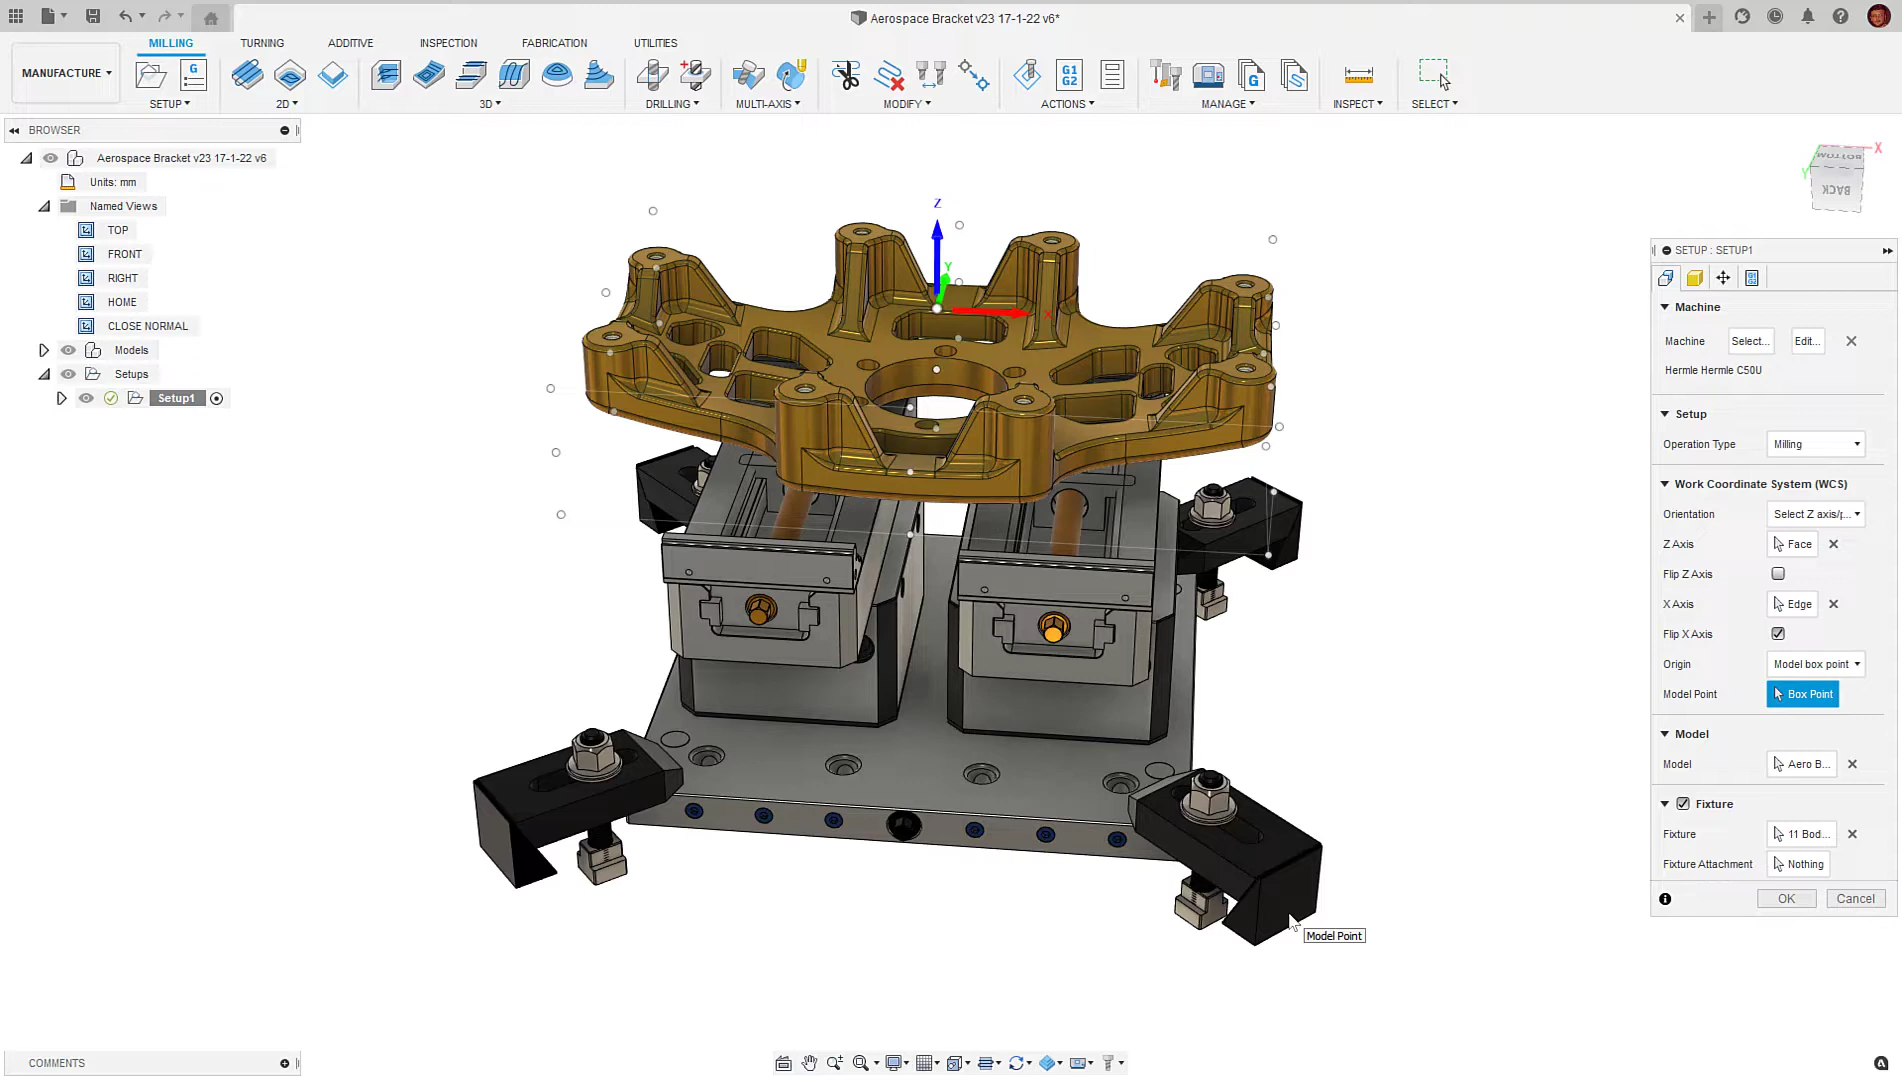 Aerospace Bracket v23 17-1-22 v6*
MILLING TURNING ADDITIVE INSPECTION FABRICATION UTILITIES
MANUFACTURE
G
G1
G2
G
SETUP 2D 3D DRILLING MULTI-AXIS MODIFY ACTIONS MANAGE INSPECT SELECT
BROWSER
Aerospace Bracket v23 17-1-22 v6
Units: mm
Named Views
TOP
FRONT
RIGHT
HOME
CLOSE NORMAL
Models
Setups
Setup1
Z
Y
X
BOTTOM
BACK
X
Y
SETUP : SETUP1
Machine
Machine Select... Edit...
Hermle Hermle C50U
Setup
Operation Type Milling
Work Coordinate System (WCS)
Orientation Select Z axis/p...
Z Axis Face
Flip Z Axis
X Axis Edge
Flip X Axis
Origin Model box point
Model Point Box Point
Model
Model Aero B...
Fixture
Fixture 11 Bod...
Fixture Attachment Nothing
OK Cancel
Model Point
COMMENTS